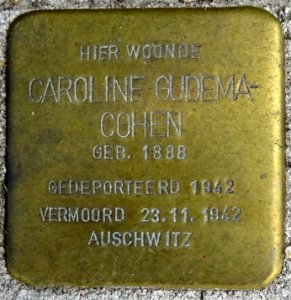 HIER WOONDE
CAROLINE GUDEMA-
COHEN
GEB. 1888
GEDEPORTEERD 1942
VERMOORD 23.11.1942
AUSCHWITZ